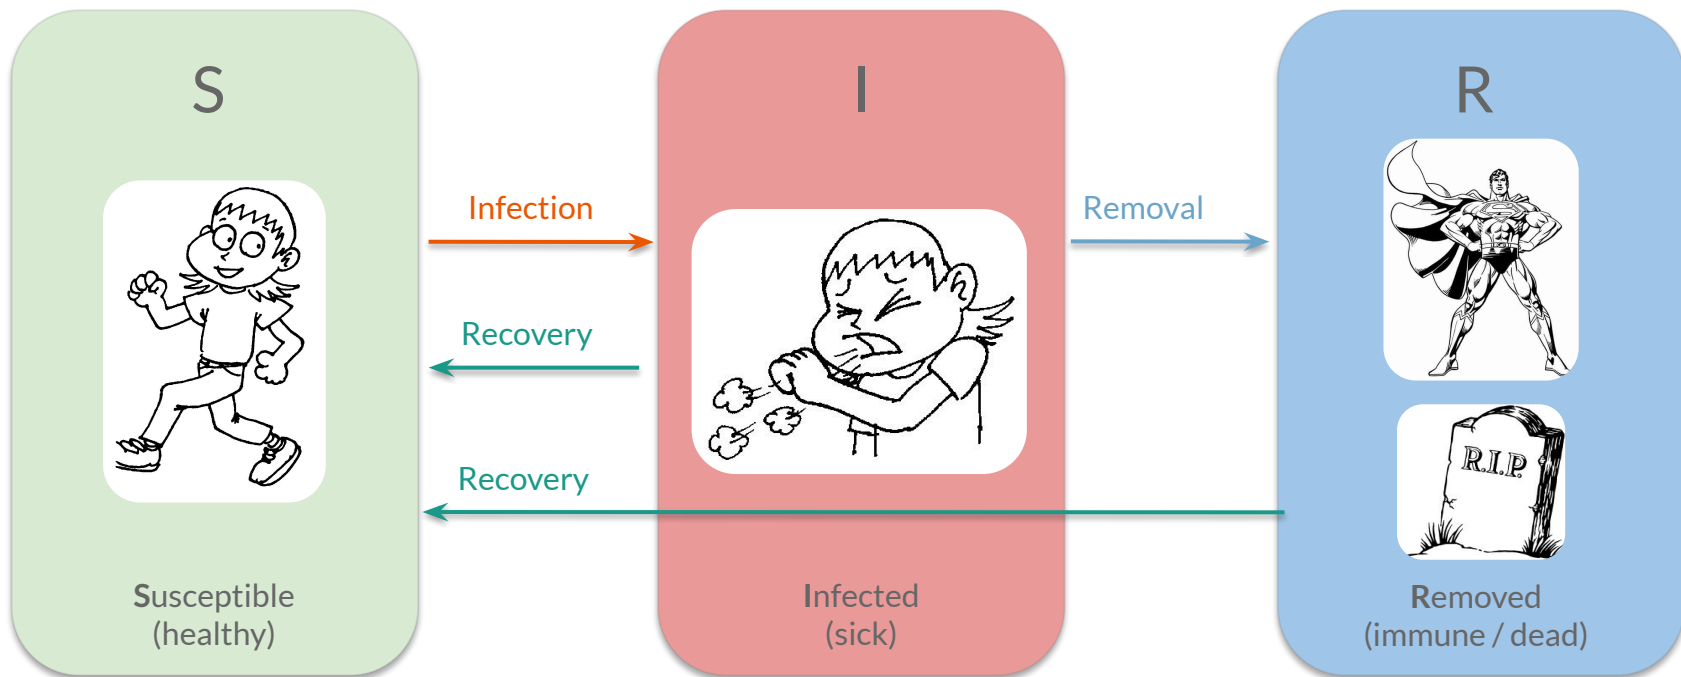 S
I
R
Infection
Removal
Recovery
Recovery
R.I.P.
Susceptible
(healthy)
Infected
(sick)
Removed
(immune / dead)